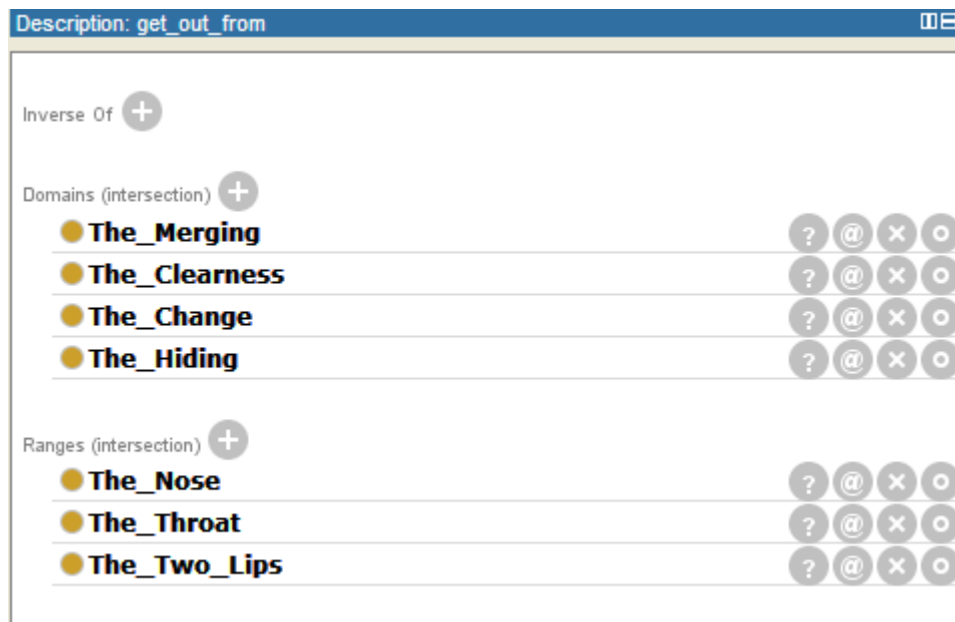 Description: get_out_from
Inverse Of
Domains (intersection)
The_Merging
The_Clearness
The_Change
The_Hiding
Ranges (intersection)
The_Nose
The_Throat
The_Two_Lips